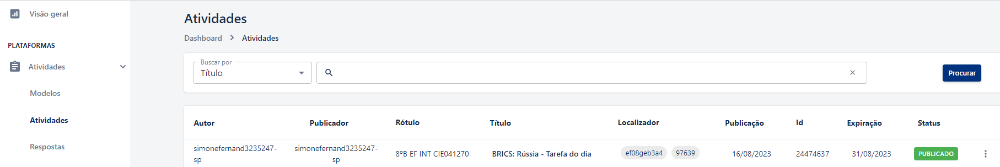 Visão geral
PLATAFORMAS
Atividades
Modelos
Atividades
Respostas
Atividades
Dashboard > Atividades
Buscar por
Título
Procurar
Autor Publicador Rótulo Título Localizador Publicação Id Expiração Status
simonefernand3235247-sp simonefernand3235247-sp 8ºB EF INT CIE041270 BRICS: Rússia - Tarefa do dia ef08geb3a4 97639 16/08/2023 24474637 31/08/2023 PUBLICADO